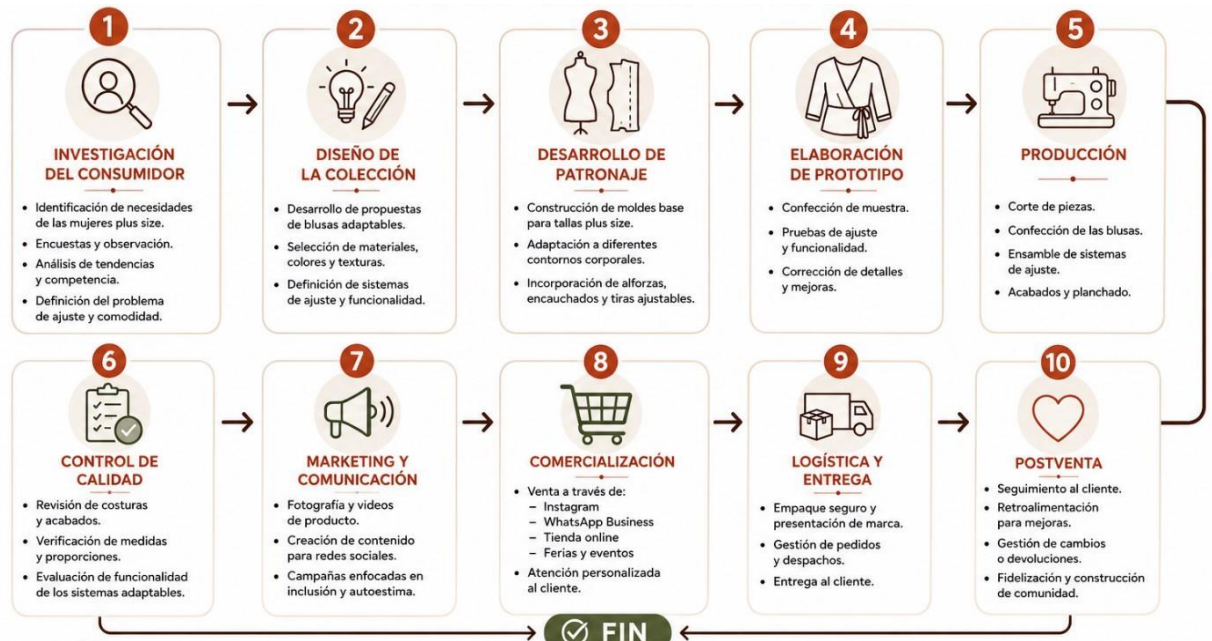 1
INVESTIGACIÓN
DEL CONSUMIDOR
• Identificación de necesidades
de las mujeres plus size.
• Encuestas y observación.
• Análisis de tendencias
y competencia.
• Definición del problema
de ajuste y comodidad.
2
DISEÑO DE
LA COLECCIÓN
• Desarrollo de propuestas
de blusas adaptables.
• Selección de materiales,
colores y texturas.
• Definición de sistemas
de ajuste y funcionalidad.
3
DESARROLLO DE
PATRONAJE
• Construcción de moldes base
para tallas plus size.
• Adaptación a diferentes
contornos corporales.
• Incorporación de alforzas,
encauchados y tiras ajustables.
4
ELABORACIÓN
DE PROTOTIPO
• Confección de muestra.
• Pruebas de ajuste
y funcionalidad.
• Corrección de detalles
y mejoras.
5
PRODUCCIÓN
• Corte de piezas.
• Confección de las blusas.
• Ensamble de sistemas
de ajuste.
• Acabados y planchado.
6
CONTROL DE
CALIDAD
• Revisión de costuras
y acabados.
• Verificación de medidas
y proporciones.
• Evaluación de funcionalidad
de los sistemas adaptables.
7
MARKETING Y
COMUNICACIÓN
• Fotografía y videos
de producto.
• Creación de contenido
para redes sociales.
• Campañas enfocadas en
inclusión y autoestima.
8
COMERCIALIZACIÓN
• Venta a través de:
– Instagram
– WhatsApp Business
– Tienda online
– Ferias y eventos
• Atención personalizada
al cliente.
9
LOGÍSTICA Y
ENTREGA
• Empaque seguro y
presentación de marca.
• Gestión de pedidos
y despachos.
• Entrega al cliente.
10
POSTVENTA
• Seguimiento al cliente.
• Retroalimentación
para mejoras.
• Gestión de cambios
o devoluciones.
• Fidelización y construcción
de comunidad.
FIN